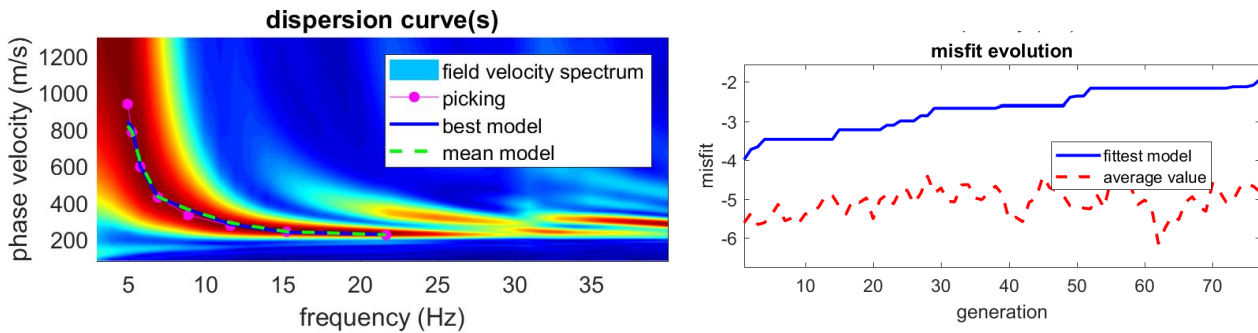 dispersion curve(s)
phase velocity (m/s)
1200
1000
800
600
400
200
field velocity spectrum
picking
best model
mean model
5 10 15 20 25 30 35
frequency (Hz)
misfit evolution
misfit
-2
-3
-4
-5
-6
fittest model
average value
10 20 30 40 50 60 70
generation